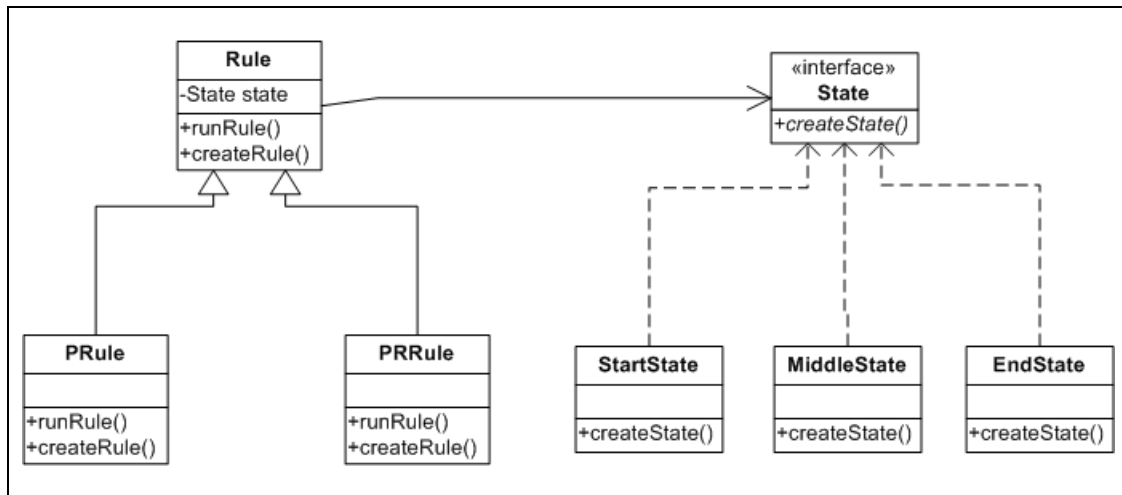 Rule
-State state
+runRule()
+createRule()
«interface»
State
+createState()
PRule
+runRule()
+createRule()
PRRule
+runRule()
+createRule()
StartState
+createState()
MiddleState
+createState()
EndState
+createState()